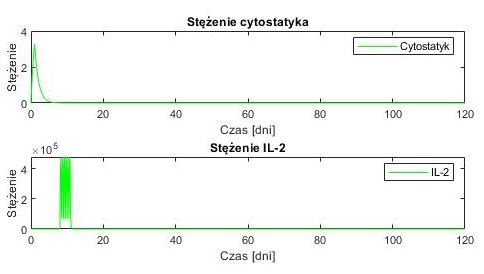 Stężenie cytostatyka
Stężenie
4
2
0
Cytostatyk
0 20 40 60 80 100 120
Czas [dni]
×10^5
Stężenie IL-2
Stężenie
4
2
0
IL-2
0 20 40 60 80 100 120
Czas [dni]